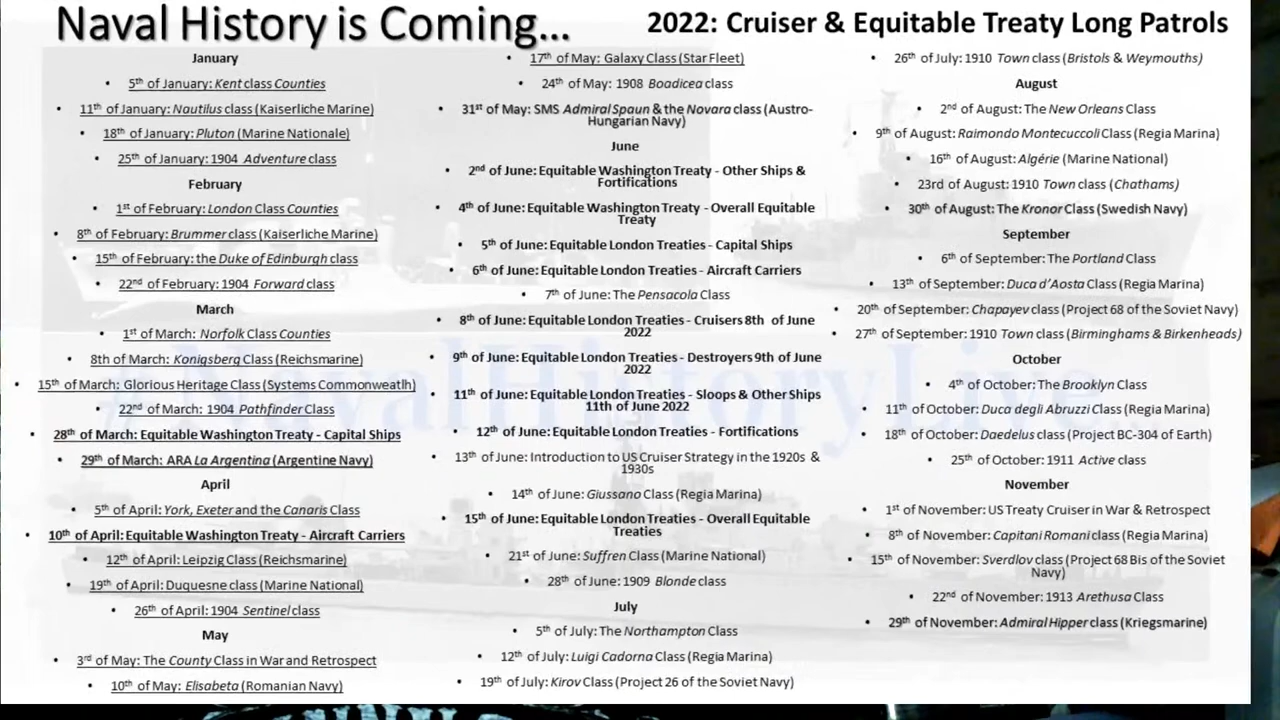 Naval History is Coming...
2022: Cruiser & Equitable Treaty Long Patrols
January
• 5th of January: Kent class Counties
• 11th of January: Nautilus class (Kaiserliche Marine)
• 18th of January: Pluton (Marine Nationale)
• 25th of January: 1904 Adventure class
February
• 1st of February: London Class Counties
• 8th of February: Brummer class (Kaiserliche Marine)
• 15th of February: the Duke of Edinburgh class
• 22nd of February: 1904 Forward class
March
• 1st of March: Norfolk Class Counties
• 8th of March: Konigsberg Class (Reichsmarine)
• 15th of March: Glorious Heritage Class (Systems Commonweatlh)
• 22nd of March: 1904 Pathfinder Class
• 28th of March: Equitable Washington Treaty - Capital Ships
• 29th of March: ARA La Argentina (Argentine Navy)
April
• 5th of April: York, Exeter and the Canaris Class
• 10th of April: Equitable Washington Treaty - Aircraft Carriers
• 12th of April: Leipzig Class (Reichsmarine)
• 19th of April: Duquesne class (Marine National)
• 26th of April: 1904 Sentinel class
May
• 3rd of May: The County Class in War and Retrospect
• 10th of May: Elisabeta (Romanian Navy)
• 17th of May: Galaxy Class (Star Fleet)
• 24th of May: 1908 Boadicea class
• 31st of May: SMS Admiral Spaun & the Novara class (Austro-
Hungarian Navy)
June
• 2nd of June: Equitable Washington Treaty - Other Ships &
Fortifications
• 4th of June: Equitable Washington Treaty - Overall Equitable
Treaty
• 5th of June: Equitable London Treaties - Capital Ships
• 6th of June: Equitable London Treaties - Aircraft Carriers
• 7th of June: The Pensacola Class
• 8th of June: Equitable London Treaties - Cruisers 8th of June
2022
• 9th of June: Equitable London Treaties - Destroyers 9th of June
2022
• 11th of June: Equitable London Treaties - Sloops & Other Ships
11th of June 2022
• 12th of June: Equitable London Treaties - Fortifications
• 13th of June: Introduction to US Cruiser Strategy in the 1920s &
1930s
• 14th of June: Giussano Class (Regia Marina)
• 15th of June: Equitable London Treaties - Overall Equitable
Treaties
• 21st of June: Suffren Class (Marine National)
• 28th of June: 1909 Blonde class
July
• 5th of July: The Northampton Class
• 12th of July: Luigi Cadorna Class (Regia Marina)
• 19th of July: Kirov Class (Project 26 of the Soviet Navy)
• 26th of July: 1910 Town class (Bristols & Weymouths)
August
• 2nd of August: The New Orleans Class
• 9th of August: Raimondo Montecuccoli Class (Regia Marina)
• 16th of August: Algérie (Marine National)
• 23rd of August: 1910 Town class (Chathams)
• 30th of August: The Kronor Class (Swedish Navy)
September
• 6th of September: The Portland Class
• 13th of September: Duca d'Aosta Class (Regia Marina)
• 20th of September: Chapayev class (Project 68 of the Soviet Navy)
• 27th of September: 1910 Town class (Birminghams & Birkenheads)
October
• 4th of October: The Brooklyn Class
• 11th of October: Duca degli Abruzzi Class (Regia Marina)
• 18th of October: Daedelus class (Project BC-304 of Earth)
• 25th of October: 1911 Active class
November
• 1st of November: US Treaty Cruiser in War & Retrospect
• 8th of November: Capitani Romani class (Regia Marina)
• 15th of November: Sverdlov class (Project 68 Bis of the Soviet
Navy)
• 22nd of November: 1913 Arethusa Class
• 29th of November: Admiral Hipper class (Kriegsmarine)
#NavalHistoryLive